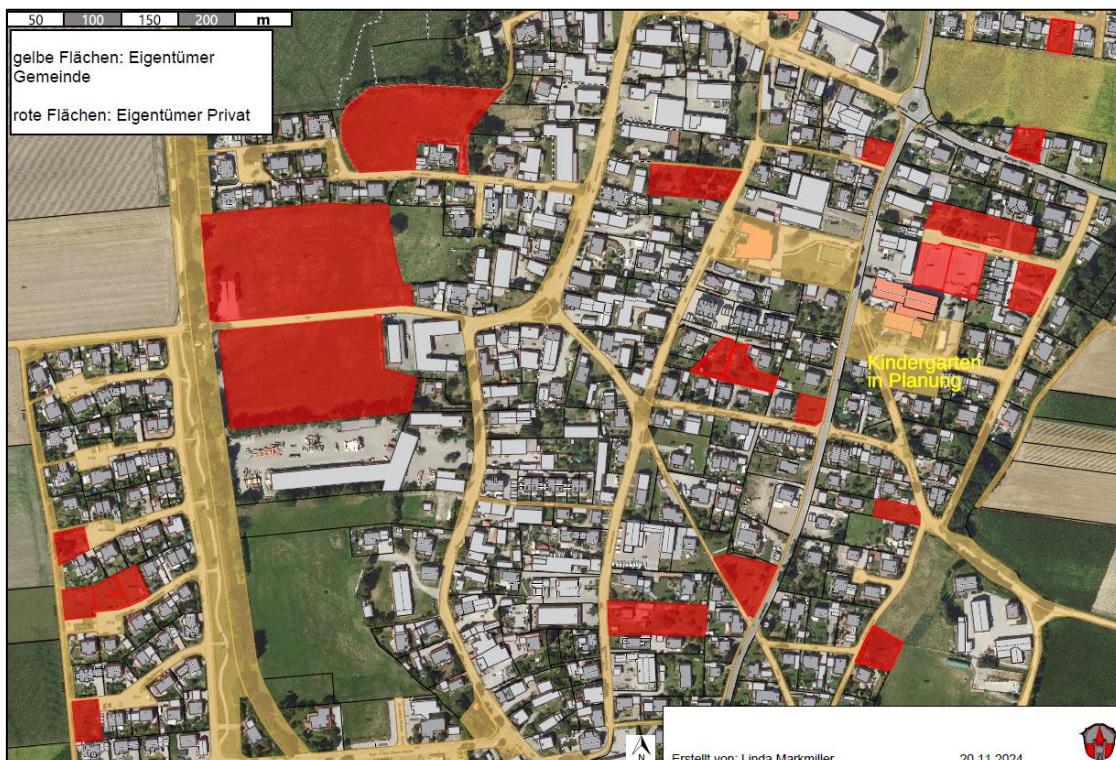 50 100 150 200 m
gelbe Flächen: Eigentümer
Gemeinde
rote Flächen: Eigentümer Privat
Kindergarten
in Planung
N
Erstellt von: Linda Markmiller 20.11.2024